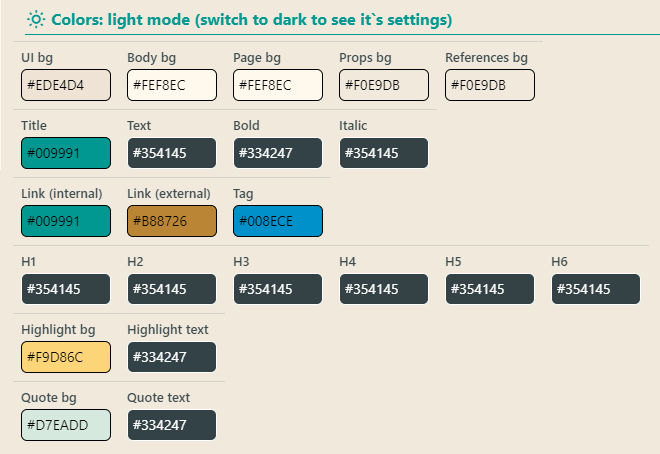 Colors: light mode (switch to dark to see it`s settings)
UI bg Body bg Page bg Props bg References bg
#EDE4D4 #FEF8EC #FEF8EC #F0E9DB #F0E9DB
Title Text Bold Italic
#009991 #354145 #334247 #354145
Link (internal) Link (external) Tag
#009991 #B88726 #008ECE
H1 H2 H3 H4 H5 H6
#354145 #354145 #354145 #354145 #354145 #354145
Highlight bg Highlight text
#F9D86C #334247
Quote bg Quote text
#D7EADD #334247